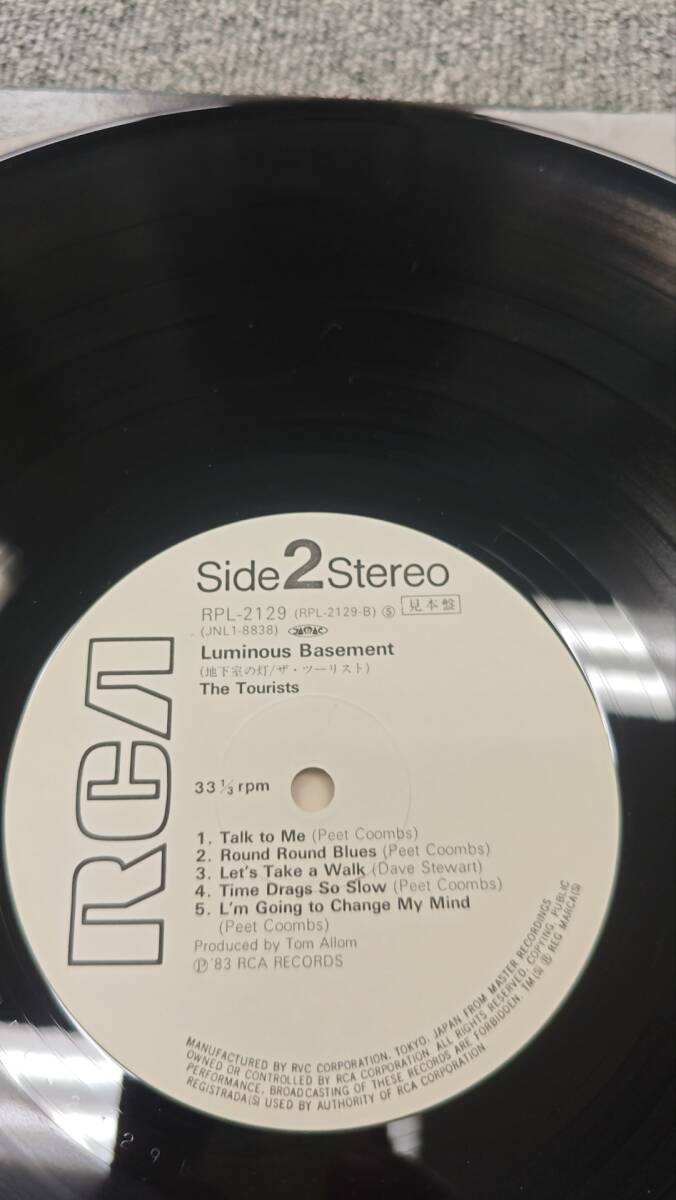 Side 2 Stereo
RPL-2129 (RPL-2129-B) Ⓢ 見本盤
(JNL1-8838)
Luminous Basement
(地下室の灯/ザ・ツーリスト)
The Tourists
RCA
33 1/3 rpm
1. Talk to Me (Peet Coombs)
2. Round Round Blues (Peet Coombs)
3. Let's Take a Walk (Dave Stewart)
4. Time Drags So Slow (Peet Coombs)
5. L'm Going to Change My Mind
(Peet Coombs)
Produced by Tom Allom
Ⓟ '83 RCA RECORDS
MANUFACTURED BY RVC CORPORATION, TOKYO, JAPAN FROM MASTER RECORDINGS
OWNED OR CONTROLLED BY RCA CORPORATION. ALL RIGHTS RESERVED, COPYING, PUBLIC
PERFORMANCE, BROADCASTING OF THESE RECORDS ARE FORBIDDEN. TM(S) ® REG MARCA(S)
REGISTRADA(S) USED BY AUTHORITY OF RCA CORPORATION